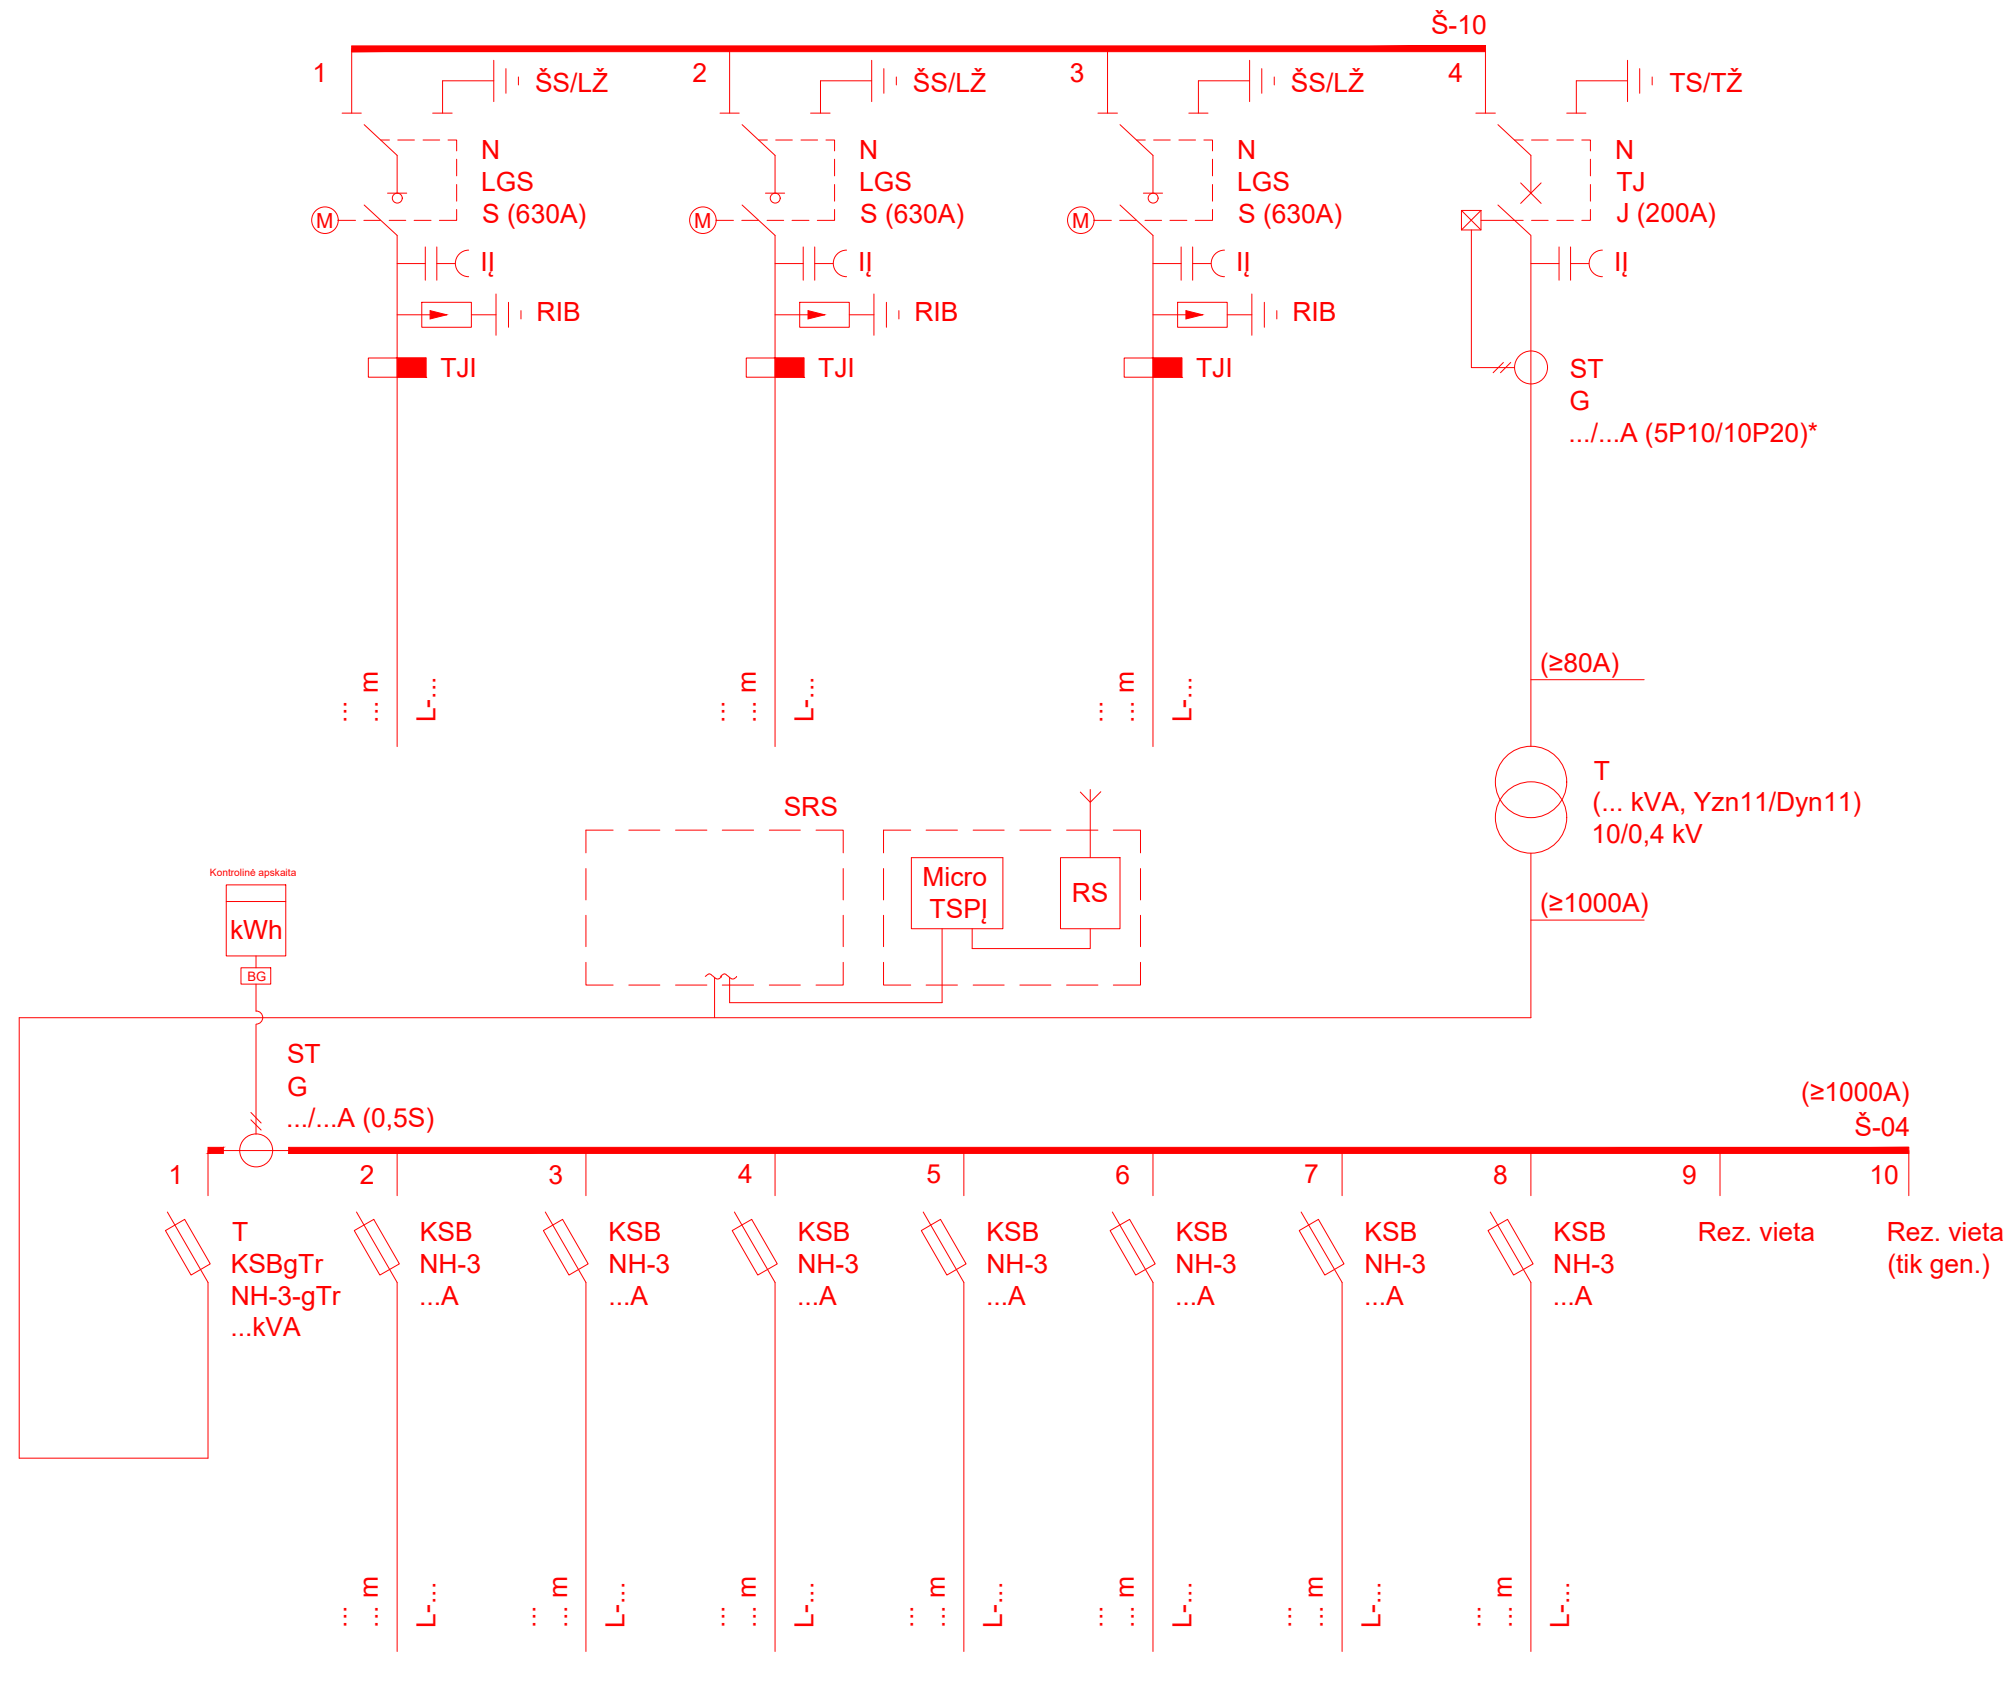 Š-10
1
ŠS/LŽ
N
LGS
S (630A)
M
IĮ
RIB
TJI
...
... m
L-...
2
ŠS/LŽ
N
LGS
S (630A)
M
IĮ
RIB
TJI
...
... m
L-...
3
ŠS/LŽ
N
LGS
S (630A)
M
IĮ
RIB
TJI
...
... m
L-...
4
TS/TŽ
N
TJ
J (200A)
IĮ
ST
G
.../...A (5P10/10P20)*
(≥80A)
T
(... kVA, Yzn11/Dyn11)
10/0,4 kV
(≥1000A)
SRS
Micro
TSPĮ
RS
Kontrolinė apskaita
kWh
BG
ST
G
.../...A (0,5S)
(≥1000A)
Š-04
1
T
KSBgTr
NH-3-gTr
...kVA
2
KSB
NH-3
...A
...
... m
L-...
3
KSB
NH-3
...A
...
... m
L-...
4
KSB
NH-3
...A
...
... m
L-...
5
KSB
NH-3
...A
...
... m
L-...
6
KSB
NH-3
...A
...
... m
L-...
7
KSB
NH-3
...A
...
... m
L-...
8
KSB
NH-3
...A
...
... m
L-...
9
Rez. vieta
10
Rez. vieta
(tik gen.)